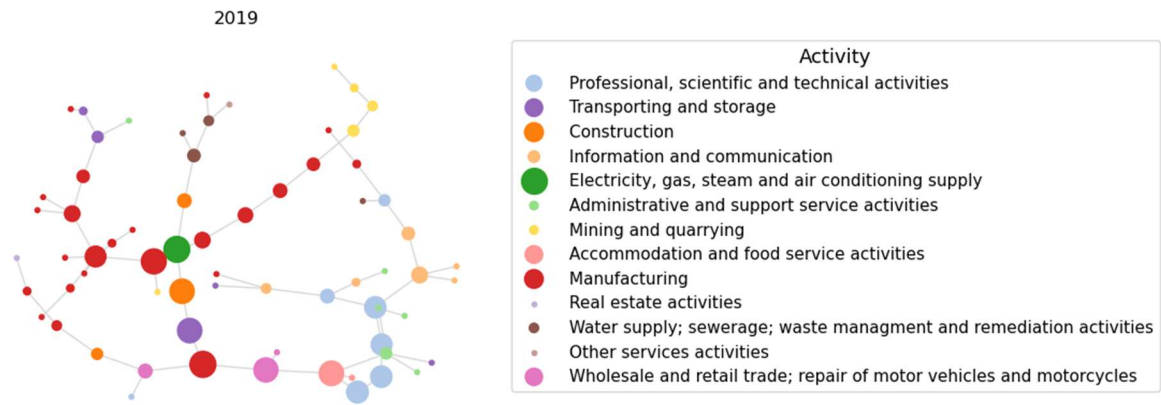 2019
Activity
Professional, scientific and technical activities
Transporting and storage
Construction
Information and communication
Electricity, gas, steam and air conditioning supply
Administrative and support service activities
Mining and quarrying
Accommodation and food service activities
Manufacturing
Real estate activities
Water supply; sewerage; waste managment and remediation activities
Other services activities
Wholesale and retail trade; repair of motor vehicles and motorcycles